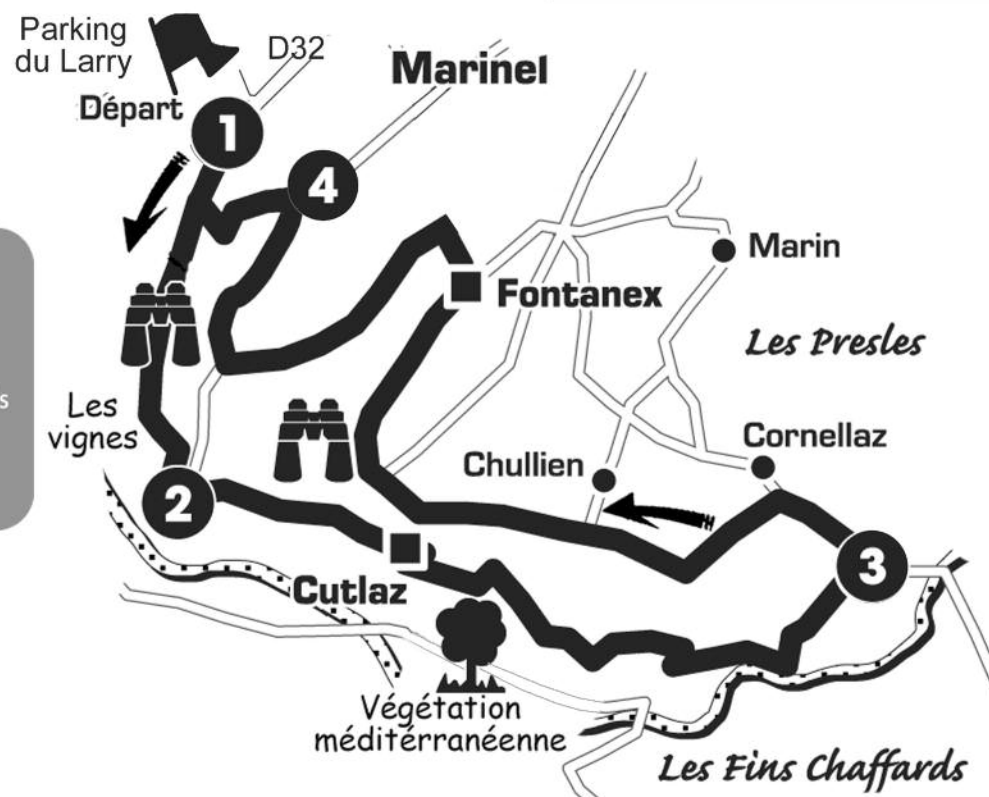 Parking
du Larry
D32
Départ
Marinel
1
4
Marin
Fontanex
Les Presles
s
Les
vignes
Cornellaz
Chullien
2
3
Cutlaz
Végétation
méditérranéenne
Les Fins Chaffards